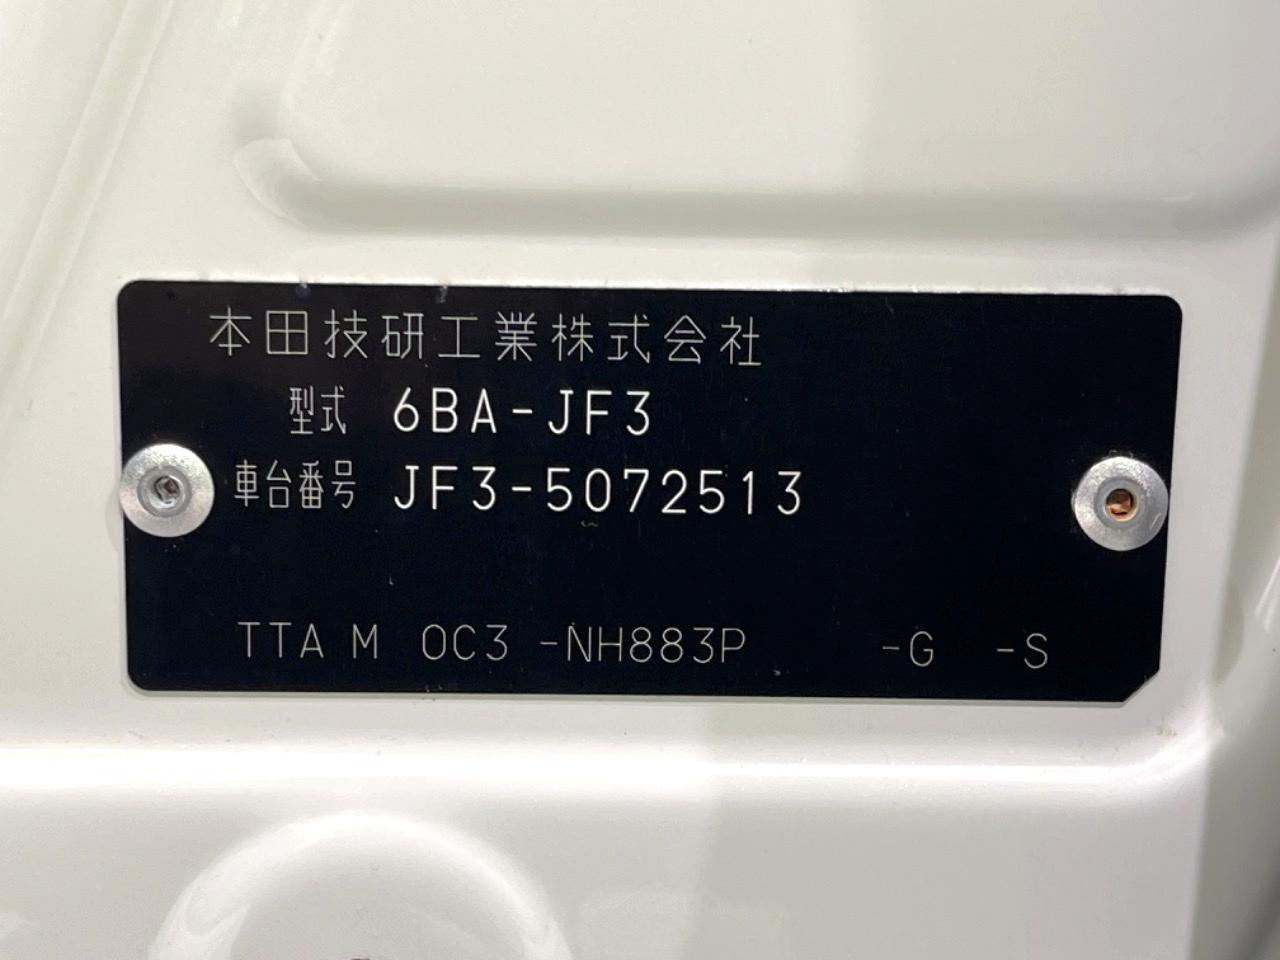 本田技研工業株式会社
型式 6BA-JF3
車台番号 JF3-5072513
TTA M 0C3 -NH883P -G -S